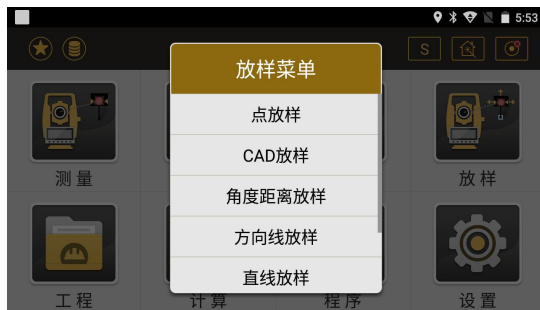 5:53
S
放样菜单
点放样
CAD放样
角度距离放样
方向线放样
直线放样
测量
放样
工程
计算
程序
设置